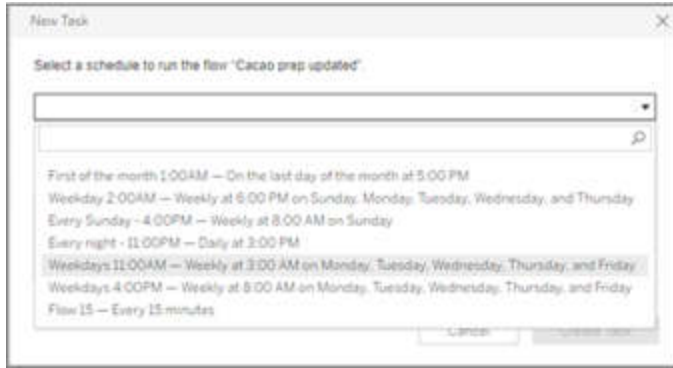 New Task
Select a schedule to run the flow "Cacao prep updated".
First of the month 1:00AM — On the last day of the month at 5:00 PM
Weekday 2:00AM — Weekly at 6:00 PM on Sunday, Monday, Tuesday, Wednesday, and Thursday
Every Sunday - 4:00PM — Weekly at 8:00 AM on Sunday
Every night - 11:00PM — Daily at 3:00 PM
Weekdays 11:00AM — Weekly at 3:00 AM on Monday, Tuesday, Wednesday, Thursday, and Friday
Weekdays 4:00PM — Weekly at 8:00 AM on Monday, Tuesday, Wednesday, Thursday, and Friday
Flow 15 — Every 15 minutes
Cancel
Create Task